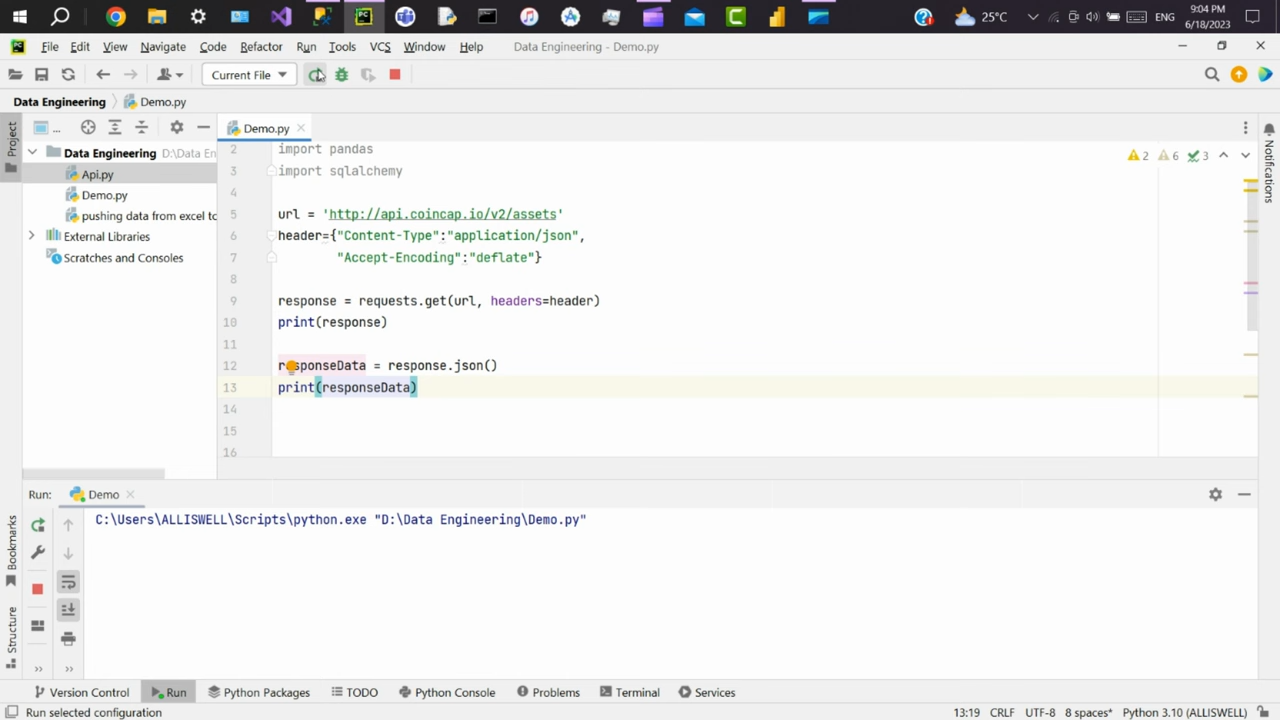 9:04 PM
25°C
ENG
6/18/2023
File Edit View Navigate Code Refactor Run Tools VCS Window Help Data Engineering - Demo.py
Current File
Data Engineering Demo.py
Project
...
Demo.py
Notifications
Data Engineering D:\Data En
Api.py
Demo.py
pushing data from excel to
External Libraries
Scratches and Consoles
2 6 3
2 import pandas
3 import sqlalchemy
4
5 url = 'http://api.coincap.io/v2/assets'
6 header={"Content-Type":"application/json",
7 "Accept-Encoding":"deflate"}
8
9 response = requests.get(url, headers=header)
10 print(response)
11
12 responseData = response.json()
13 print(responseData)
14
15
16
Run: Demo
C:\Users\ALLISWELL\Scripts\python.exe "D:\Data Engineering\Demo.py"
Bookmarks
Structure
Version Control Run Python Packages TODO Python Console Problems Terminal Services
Run selected configuration 13:19 CRLF UTF-8 8 spaces* Python 3.10 (ALLISWELL)